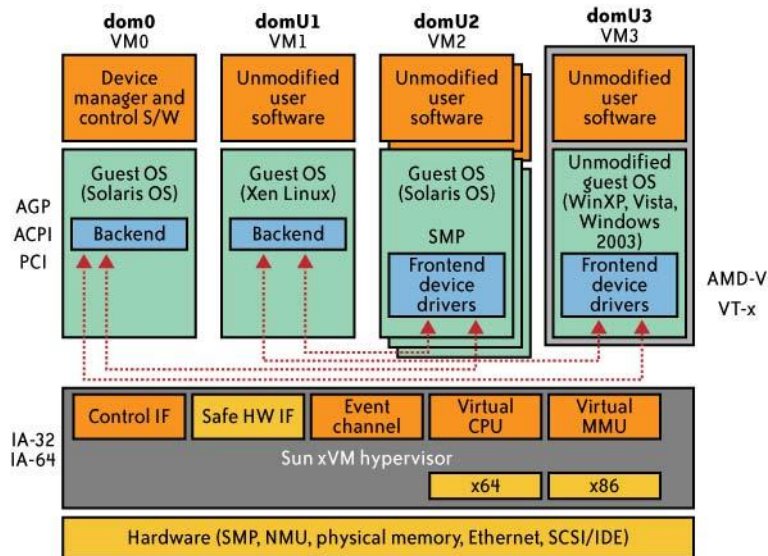 dom0
VM0
domU1
VM1
domU2
VM2
domU3
VM3
Device
manager and
control S/W
Unmodified
user
software
Unmodified
user
software
Unmodified
user
software
Guest OS
(Solaris OS)
Backend
Guest OS
(Xen Linux)
Backend
Guest OS
(Solaris OS)
SMP
Frontend
device
drivers
Unmodified
guest OS
(WinXP, Vista,
Windows
2003)
Frontend
device
drivers
AGP
ACPI
PCI
AMD-V
VT-x
IA-32
IA-64
Control IF
Safe HW IF
Event
channel
Virtual
CPU
Virtual
MMU
Sun xVM hypervisor
x64
x86
Hardware (SMP, NMU, physical memory, Ethernet, SCSI/IDE)